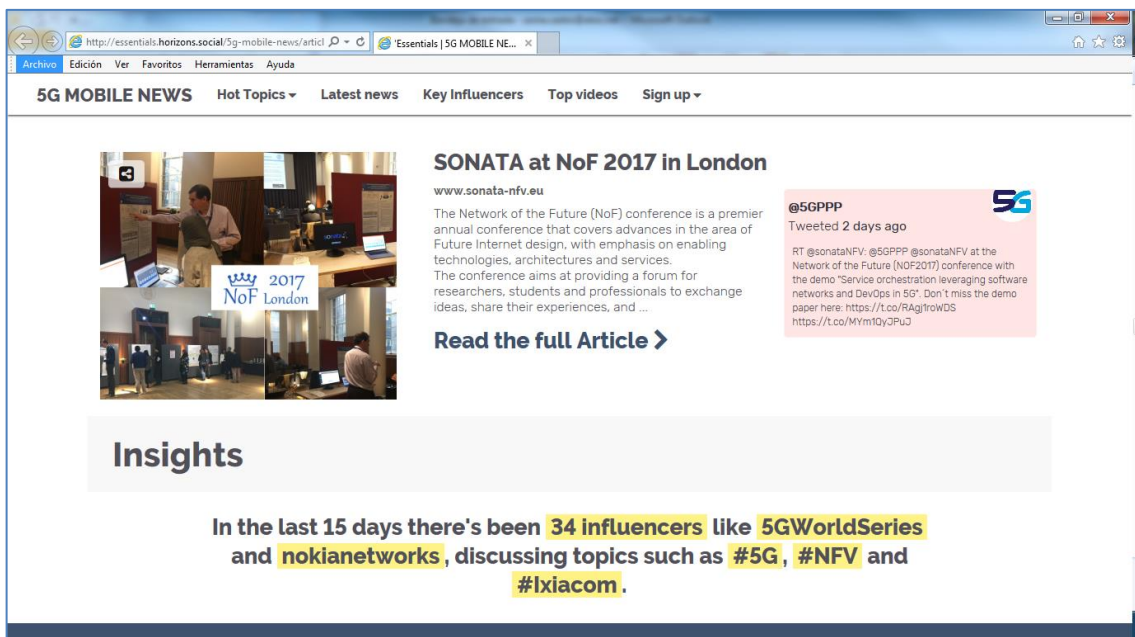 http://essentials.horizons.social/5g-mobile-news/articl
'Essentials | 5G MOBILE NE...
Archivo Edición Ver Favoritos Herramientas Ayuda
5G MOBILE NEWS Hot Topics Latest news Key Influencers Top videos Sign up
SONATA at NoF 2017 in London
www.sonata-nfv.eu
The Network of the Future (NoF) conference is a premier
annual conference that covers advances in the area of
Future Internet design, with emphasis on enabling
technologies, architectures and services.
The conference aims at providing a forum for
researchers, students and professionals to exchange
ideas, share their experiences, and ...
Read the full Article
2017
NoF London
5G
@5GPPP
Tweeted 2 days ago
RT @sonataNFV: @5GPPP @sonataNFV at the
Network of the Future (NOF2017) conference with
the demo "Service orchestration leveraging software
networks and DevOps in 5G". Don´t miss the demo
paper here: https://t.co/RAgj1roWDS
https://t.co/MYm1QyJPuJ
Insights
In the last 15 days there's been 34 influencers like 5GWorldSeries
and nokianetworks, discussing topics such as #5G, #NFV and
#Ixiacom.